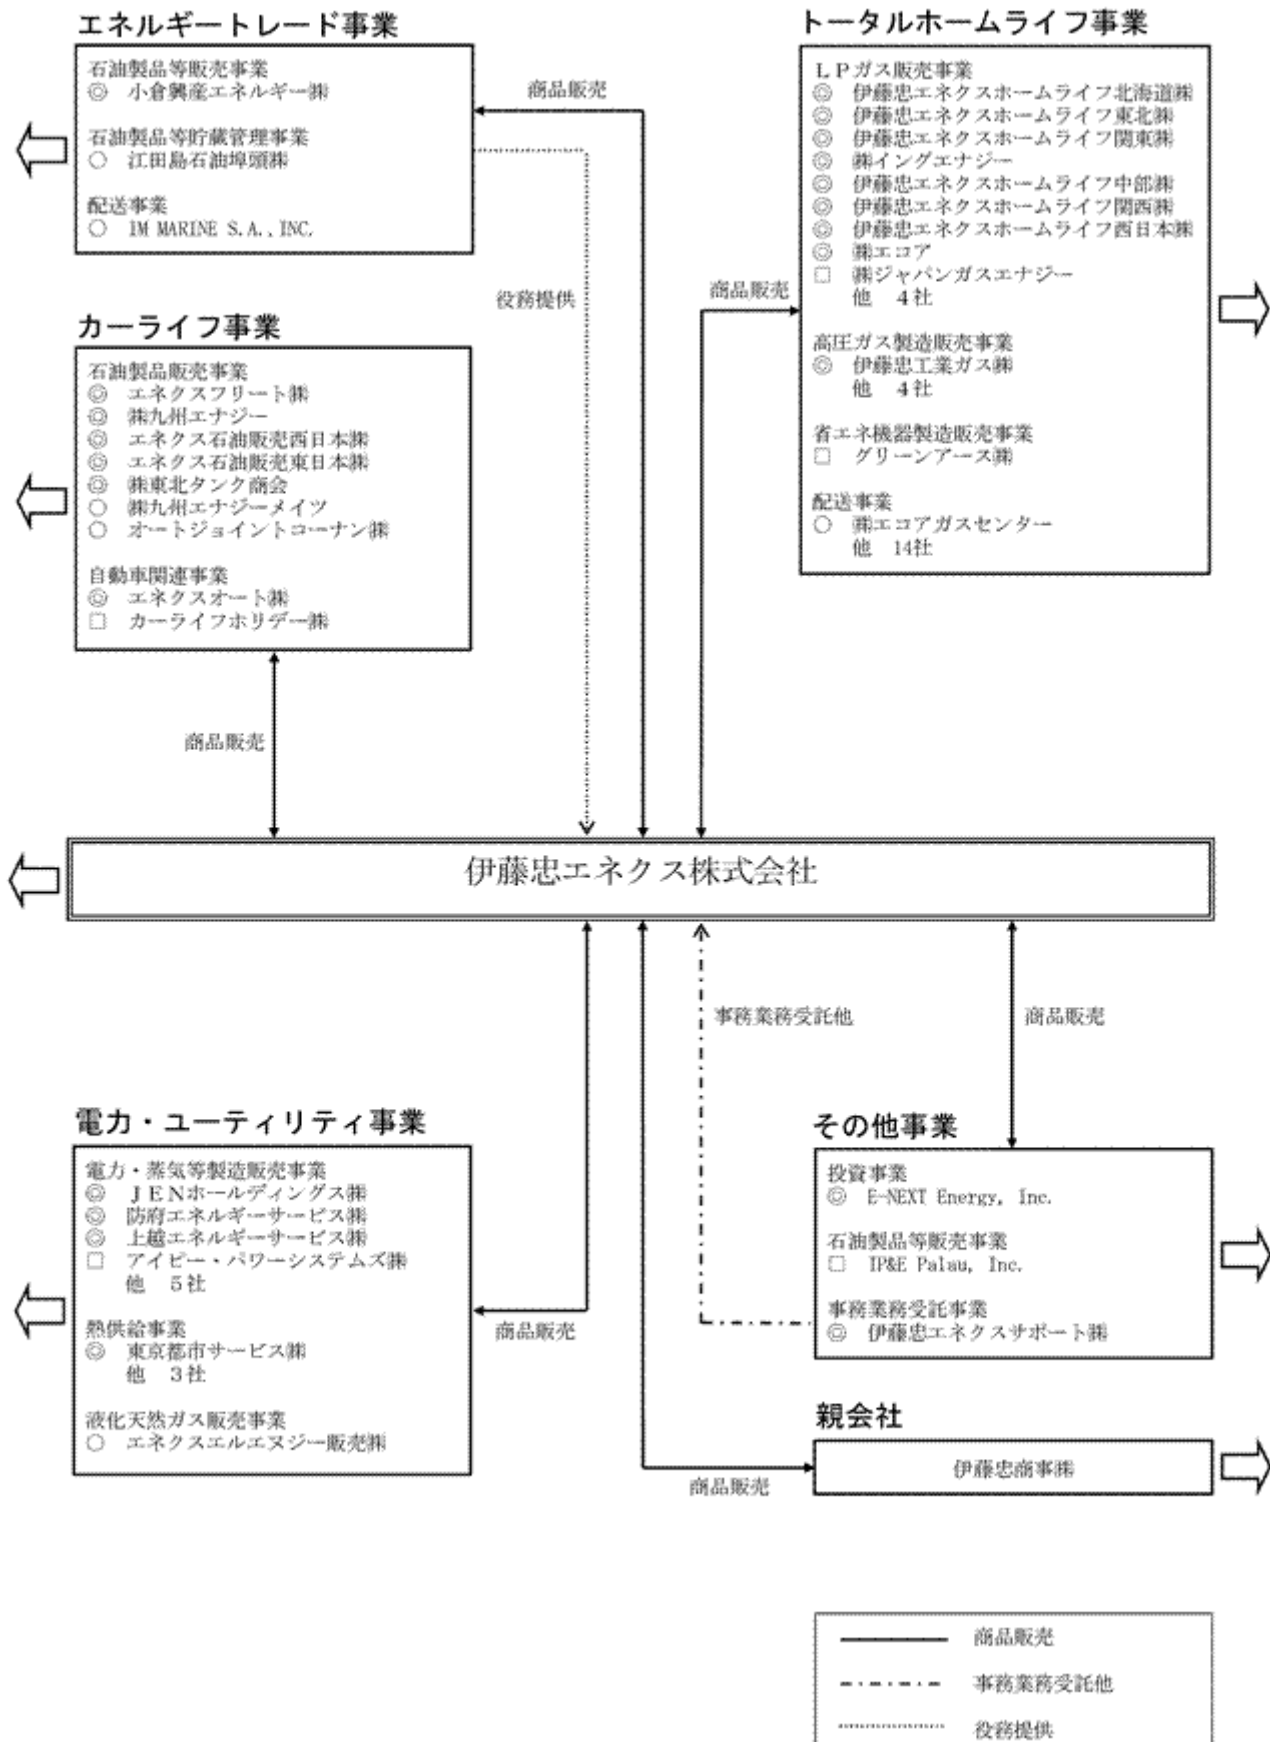 エネルギートレード事業
石油製品等販売事業
◎ 小倉興産エネルギー㈱
石油製品等貯蔵管理事業
○ 江田島石油埠頭㈱
配送事業
○ IM MARINE S.A.,INC.
商品販売
役務提供
カーライフ事業
石油製品販売事業
◎ エネクスフリート㈱
◎ ㈱九州エナジー
◎ エネクス石油販売西日本㈱
◎ エネクス石油販売東日本㈱
◎ ㈱東北タンク商会
○ ㈱九州エナジーメイツ
○ オートジョイントコーナン㈱
自動車関連事業
◎ エネクスオート㈱
□ カーライフホリデー㈱
商品販売
トータルホームライフ事業
ＬＰガス販売事業
◎ 伊藤忠エネクスホームライフ北海道㈱
◎ 伊藤忠エネクスホームライフ東北㈱
◎ 伊藤忠エネクスホームライフ関東㈱
◎ ㈱イングエナジー
◎ 伊藤忠エネクスホームライフ中部㈱
◎ 伊藤忠エネクスホームライフ関西㈱
◎ 伊藤忠エネクスホームライフ西日本㈱
◎ ㈱エコア
□ ㈱ジャパンガスエナジー
他 4社
高圧ガス製造販売事業
◎ 伊藤忠工業ガス㈱
他 4社
省エネ機器製造販売事業
□ グリーンアース㈱
配送事業
○ ㈱エコアガスセンター
他 14社
商品販売
伊藤忠エネクス株式会社
事務業務受託他
商品販売
電力・ユーティリティ事業
電力・蒸気等製造販売事業
◎ ＪＥＮホールディングス㈱
◎ 防府エネルギーサービス㈱
◎ 上越エネルギーサービス㈱
□ アイピー・パワーシステムズ㈱
他 5社
熱供給事業
◎ 東京都市サービス㈱
他 3社
液化天然ガス販売事業
○ エネクスエルエヌジー販売㈱
商品販売
その他事業
投資事業
◎ E-NEXT Energy, Inc.
石油製品等販売事業
□ IP&E Palau, Inc.
事務業務受託事業
◎ 伊藤忠エネクスサポート㈱
親会社
伊藤忠商事㈱
商品販売
商品販売
事務業務受託他
役務提供